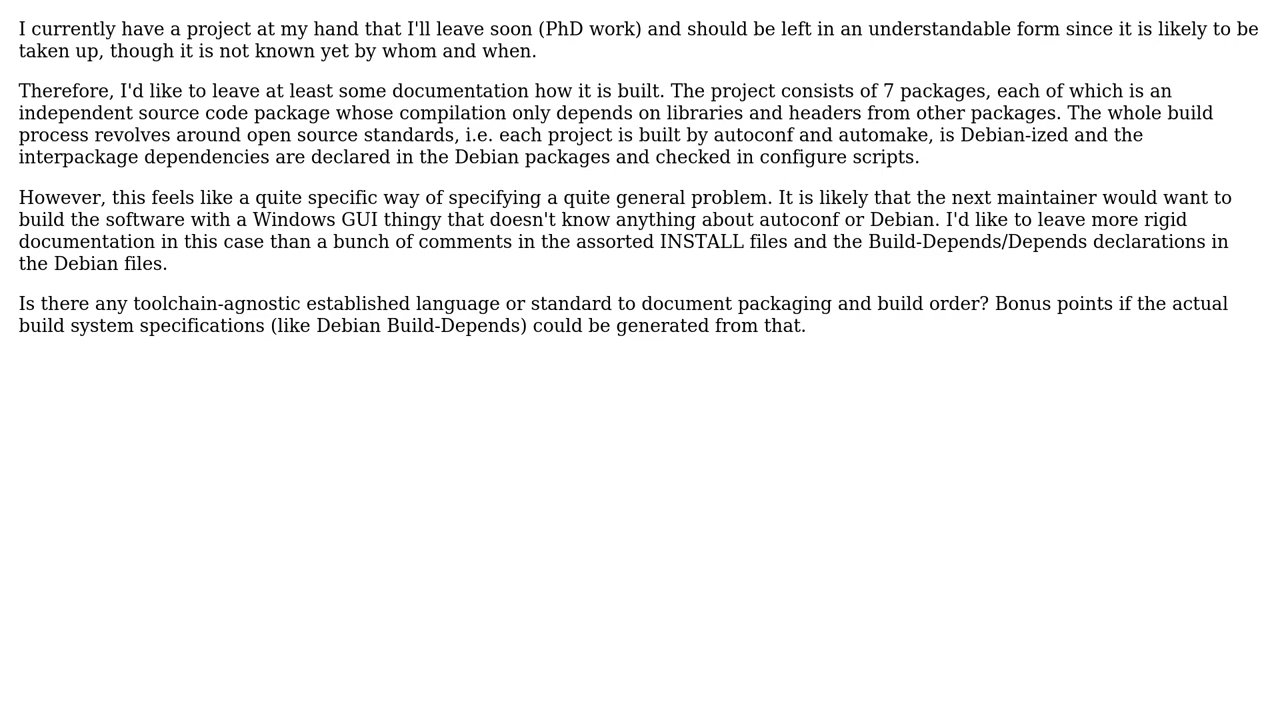 I currently have a project at my hand that I'll leave soon (PhD work) and should be left in an understandable form since it is likely to be
taken up, though it is not known yet by whom and when.
Therefore, I'd like to leave at least some documentation how it is built. The project consists of 7 packages, each of which is an
independent source code package whose compilation only depends on libraries and headers from other packages. The whole build
process revolves around open source standards, i.e. each project is built by autoconf and automake, is Debian-ized and the
interpackage dependencies are declared in the Debian packages and checked in configure scripts.
However, this feels like a quite specific way of specifying a quite general problem. It is likely that the next maintainer would want to
build the software with a Windows GUI thingy that doesn't know anything about autoconf or Debian. I'd like to leave more rigid
documentation in this case than a bunch of comments in the assorted INSTALL files and the Build-Depends/Depends declarations in
the Debian files.
Is there any toolchain-agnostic established language or standard to document packaging and build order? Bonus points if the actual
build system specifications (like Debian Build-Depends) could be generated from that.